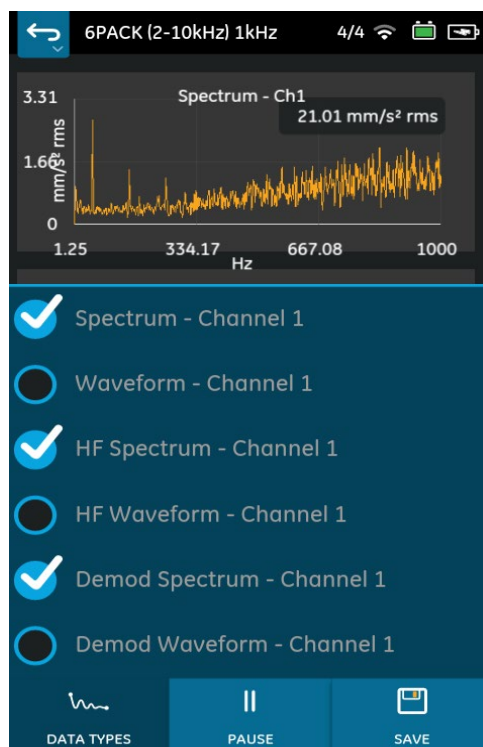 6PACK (2-10kHz) 1kHz 4/4
3.31 Spectrum - Ch1
21.01 mm/s² rms
1.66
mm/s² rms
0
1.25 334.17 667.08 1000
Hz
Spectrum - Channel 1
Waveform - Channel 1
HF Spectrum - Channel 1
HF Waveform - Channel 1
Demod Spectrum - Channel 1
Demod Waveform - Channel 1
DATA TYPES PAUSE SAVE